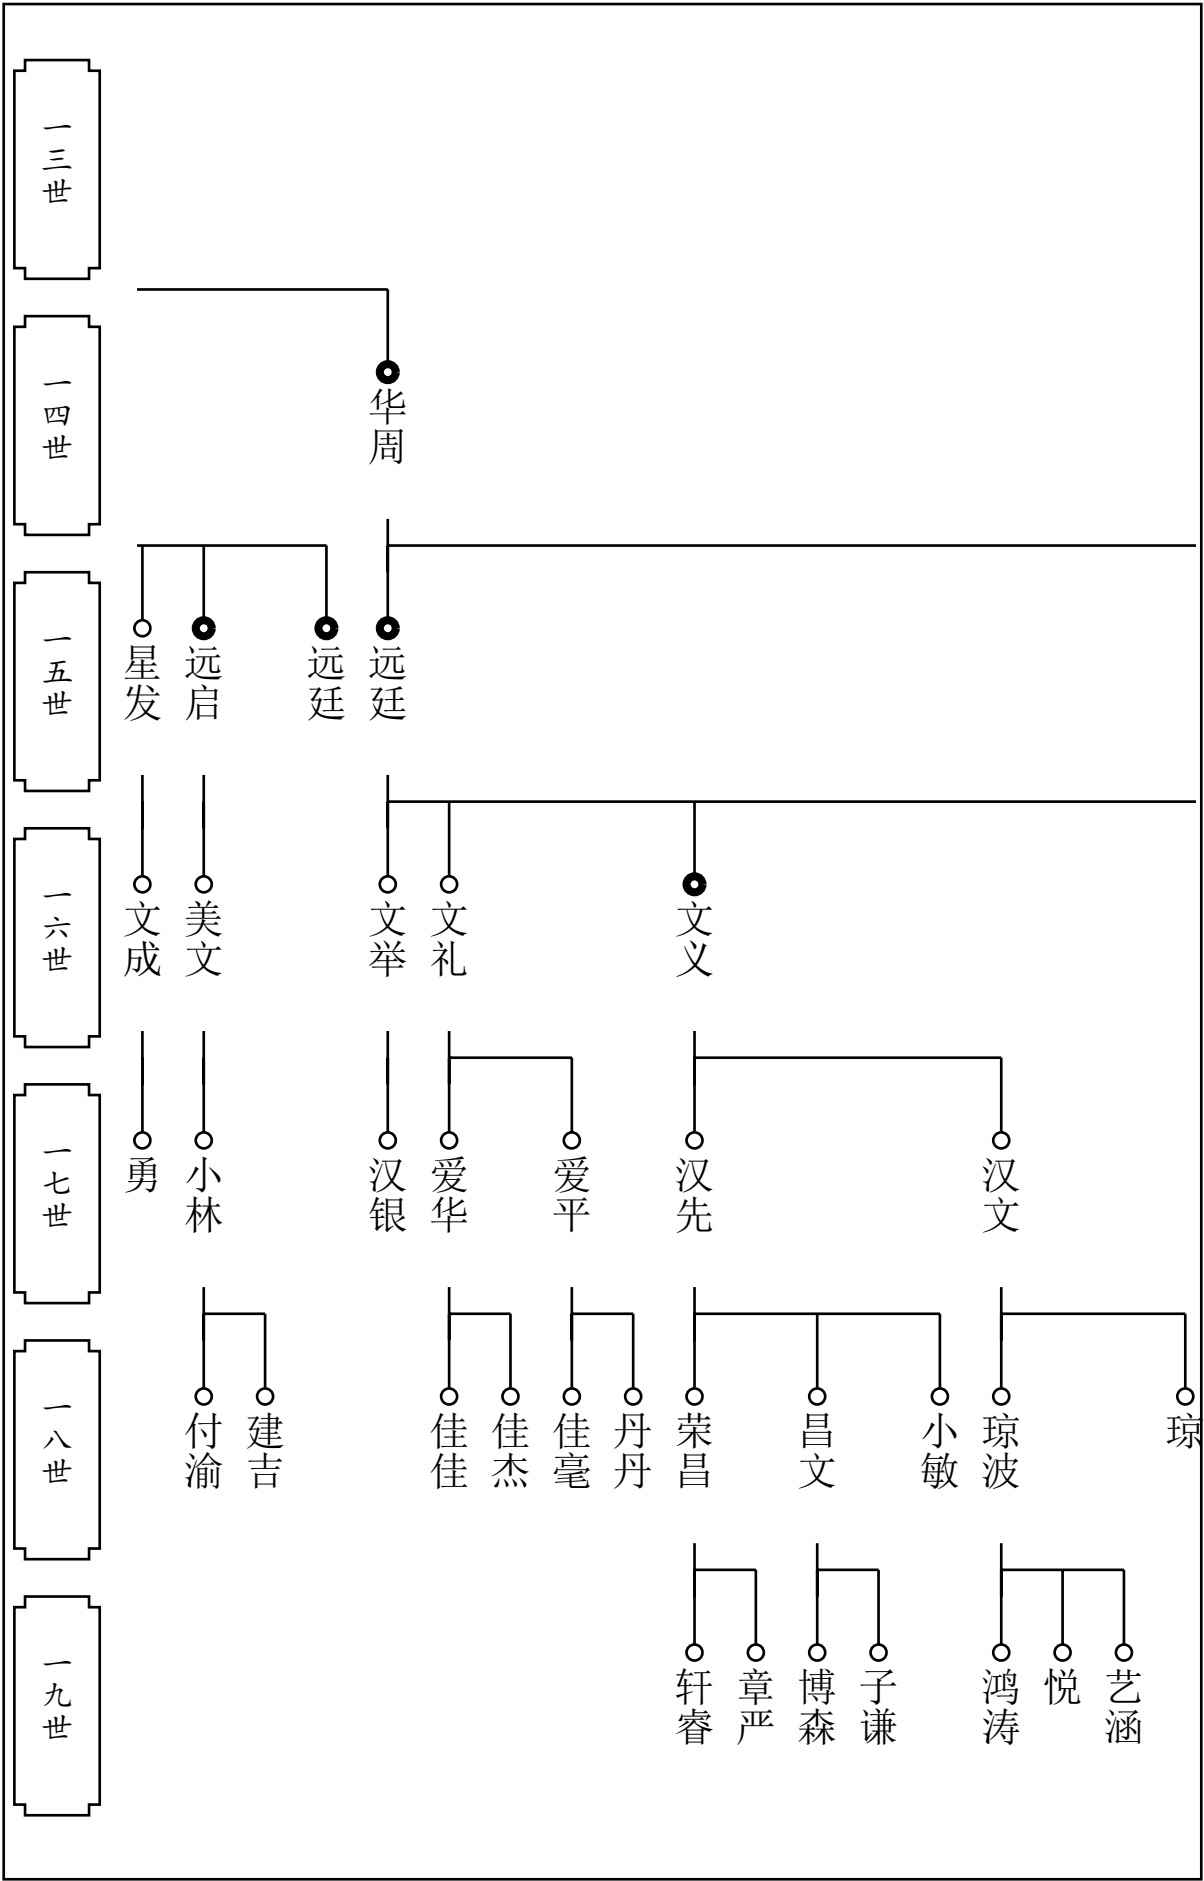 一三世
一四世
华周
一五世
星发
远启
远廷
远廷
一六世
文成
美文
文举
文礼
文义
一七世
勇
小林
汉银
爱华
爱平
汉先
汉文
一八世
付渝
建吉
佳佳
佳杰
佳毫
丹丹
荣昌
昌文
小敏
琼波
琼
一九世
轩睿
章严
博森
子谦
鸿涛
悦
艺涵